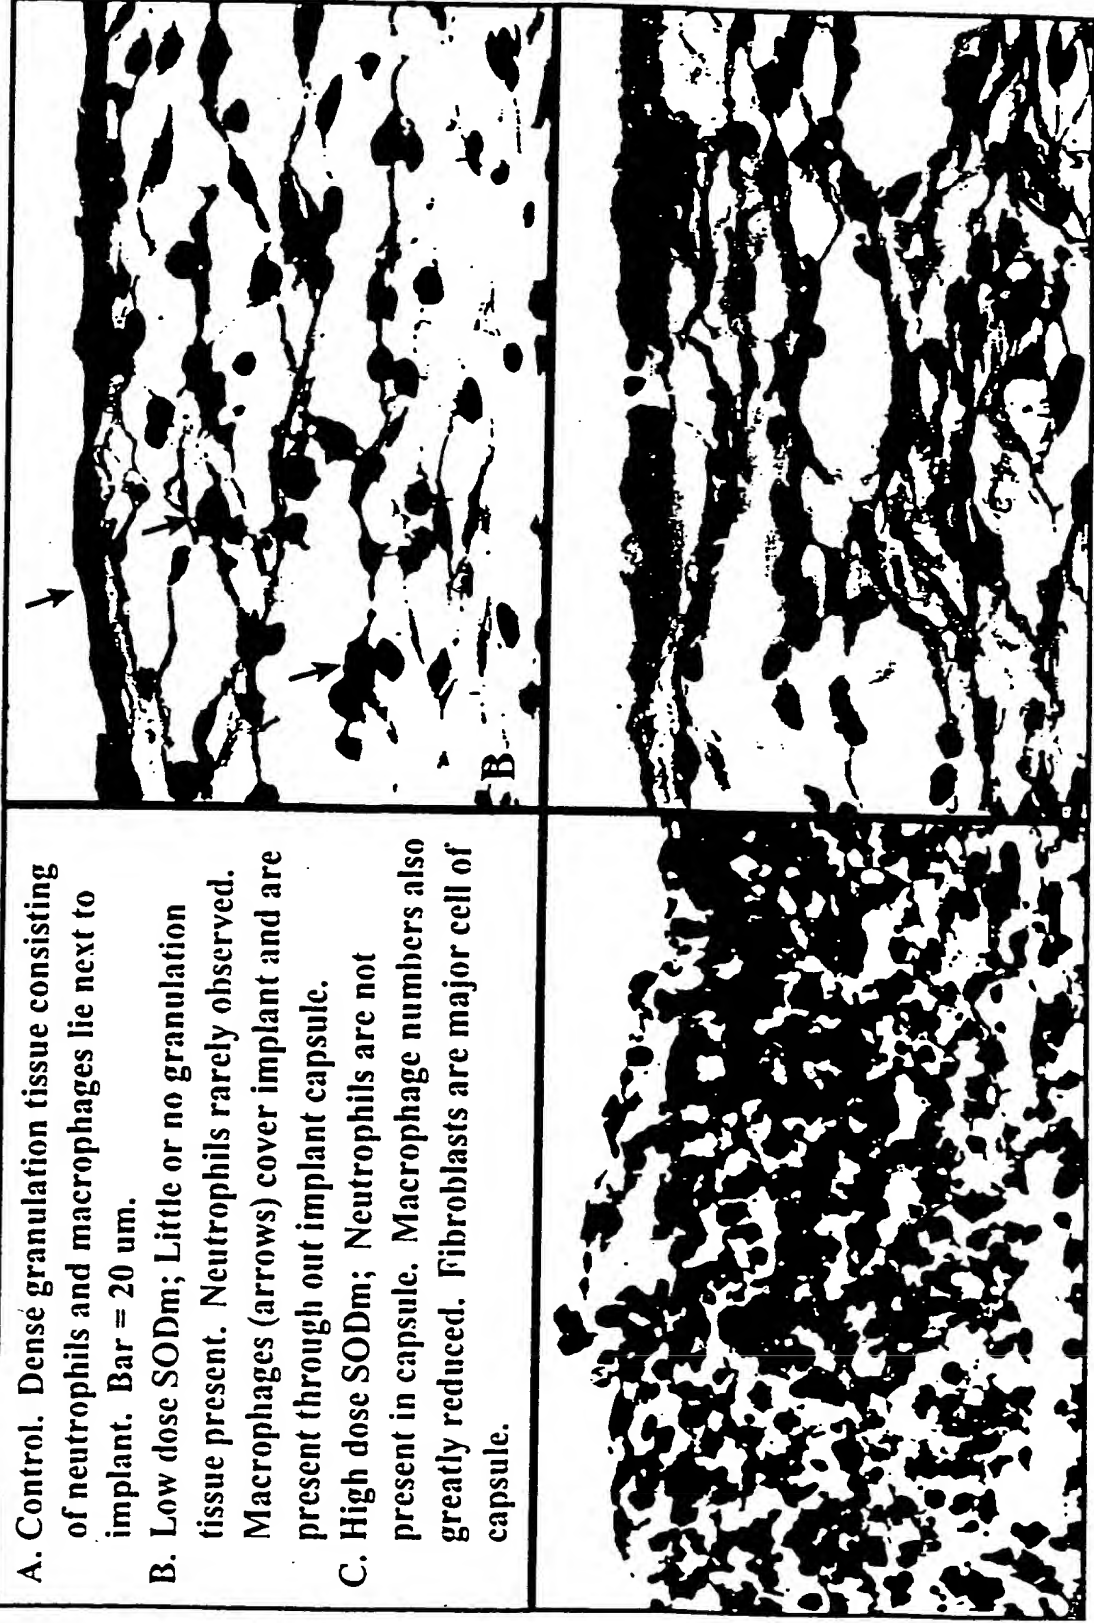 A. Control. Dense granulation tissue consisting
of neutrophils and macrophages lie next to
implant. Bar = 20 um.
B. Low dose SODm; Little or no granulation
tissue present. Neutrophils rarely observed.
Macrophages (arrows) cover implant and are
present through out implant capsule.
C. High dose SODm; Neutrophils are not
present in capsule. Macrophage numbers also
greatly reduced. Fibroblasts are major cell of
capsule.
B